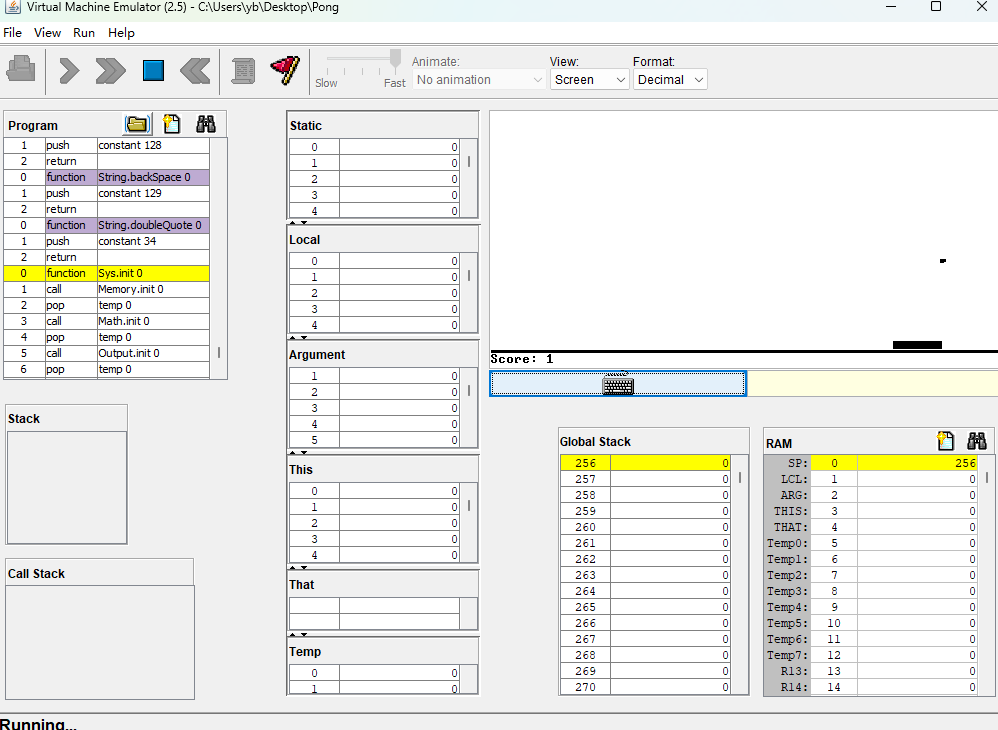 Virtual Machine Emulator (2.5) - C:\Users\yb\Desktop\Pong
File View Run Help
Slow Fast
Animate:
No animation
View:
Screen
Format:
Decimal
Program
1 push constant 128
2 return
0 function String.backSpace 0
1 push constant 129
2 return
0 function String.doubleQuote 0
1 push constant 34
2 return
0 function Sys.init 0
1 call Memory.init 0
2 pop temp 0
3 call Math.init 0
4 pop temp 0
5 call Output.init 0
6 pop temp 0
Stack
Call Stack
Static
0 0
1 0
2 0
3 0
4 0
Local
0 0
1 0
2 0
3 0
4 0
Argument
1 0
2 0
3 0
4 0
5 0
This
0 0
1 0
2 0
3 0
4 0
That
Temp
0 0
1 0
Score: 1
Global Stack
256 0
257 0
258 0
259 0
260 0
261 0
262 0
263 0
264 0
265 0
266 0
267 0
268 0
269 0
270 0
RAM
SP: 0 256
LCL: 1 0
ARG: 2 0
THIS: 3 0
THAT: 4 0
Temp0: 5 0
Temp1: 6 0
Temp2: 7 0
Temp3: 8 0
Temp4: 9 0
Temp5: 10 0
Temp6: 11 0
Temp7: 12 0
R13: 13 0
R14: 14 0
Running...